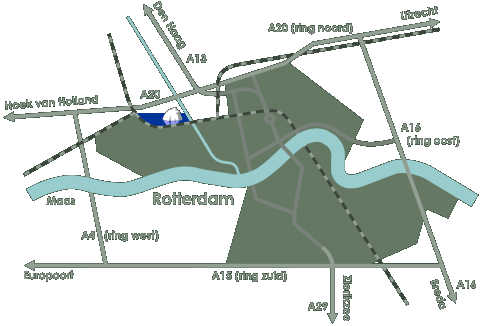 Den Haag
A20 (ring noord)
Utrecht
A13
A20
Hoek van Holland
A16
(ring oost)
Maas
Rotterdam
A4 (ring west)
Europoort
A15 (ring zuid)
A29
Zierikzee
Breda
A16